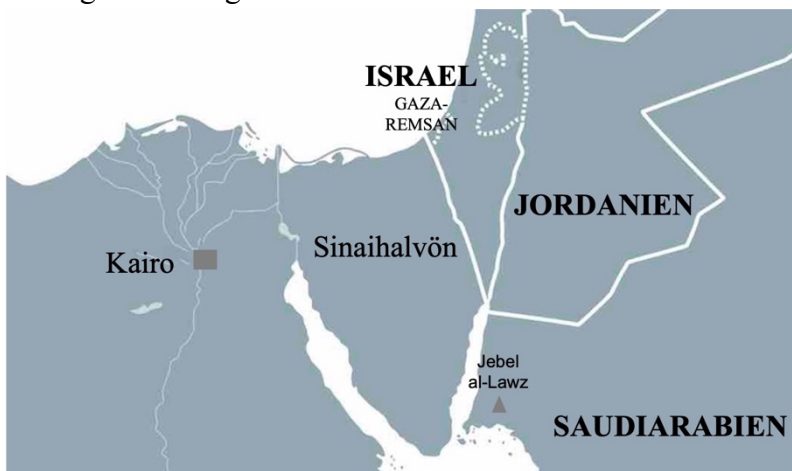 ISRAEL
GAZA-
REMSAN
JORDANIEN
Kairo
Sinaihalvön
Jebel
al-Lawz
SAUDIARABIEN